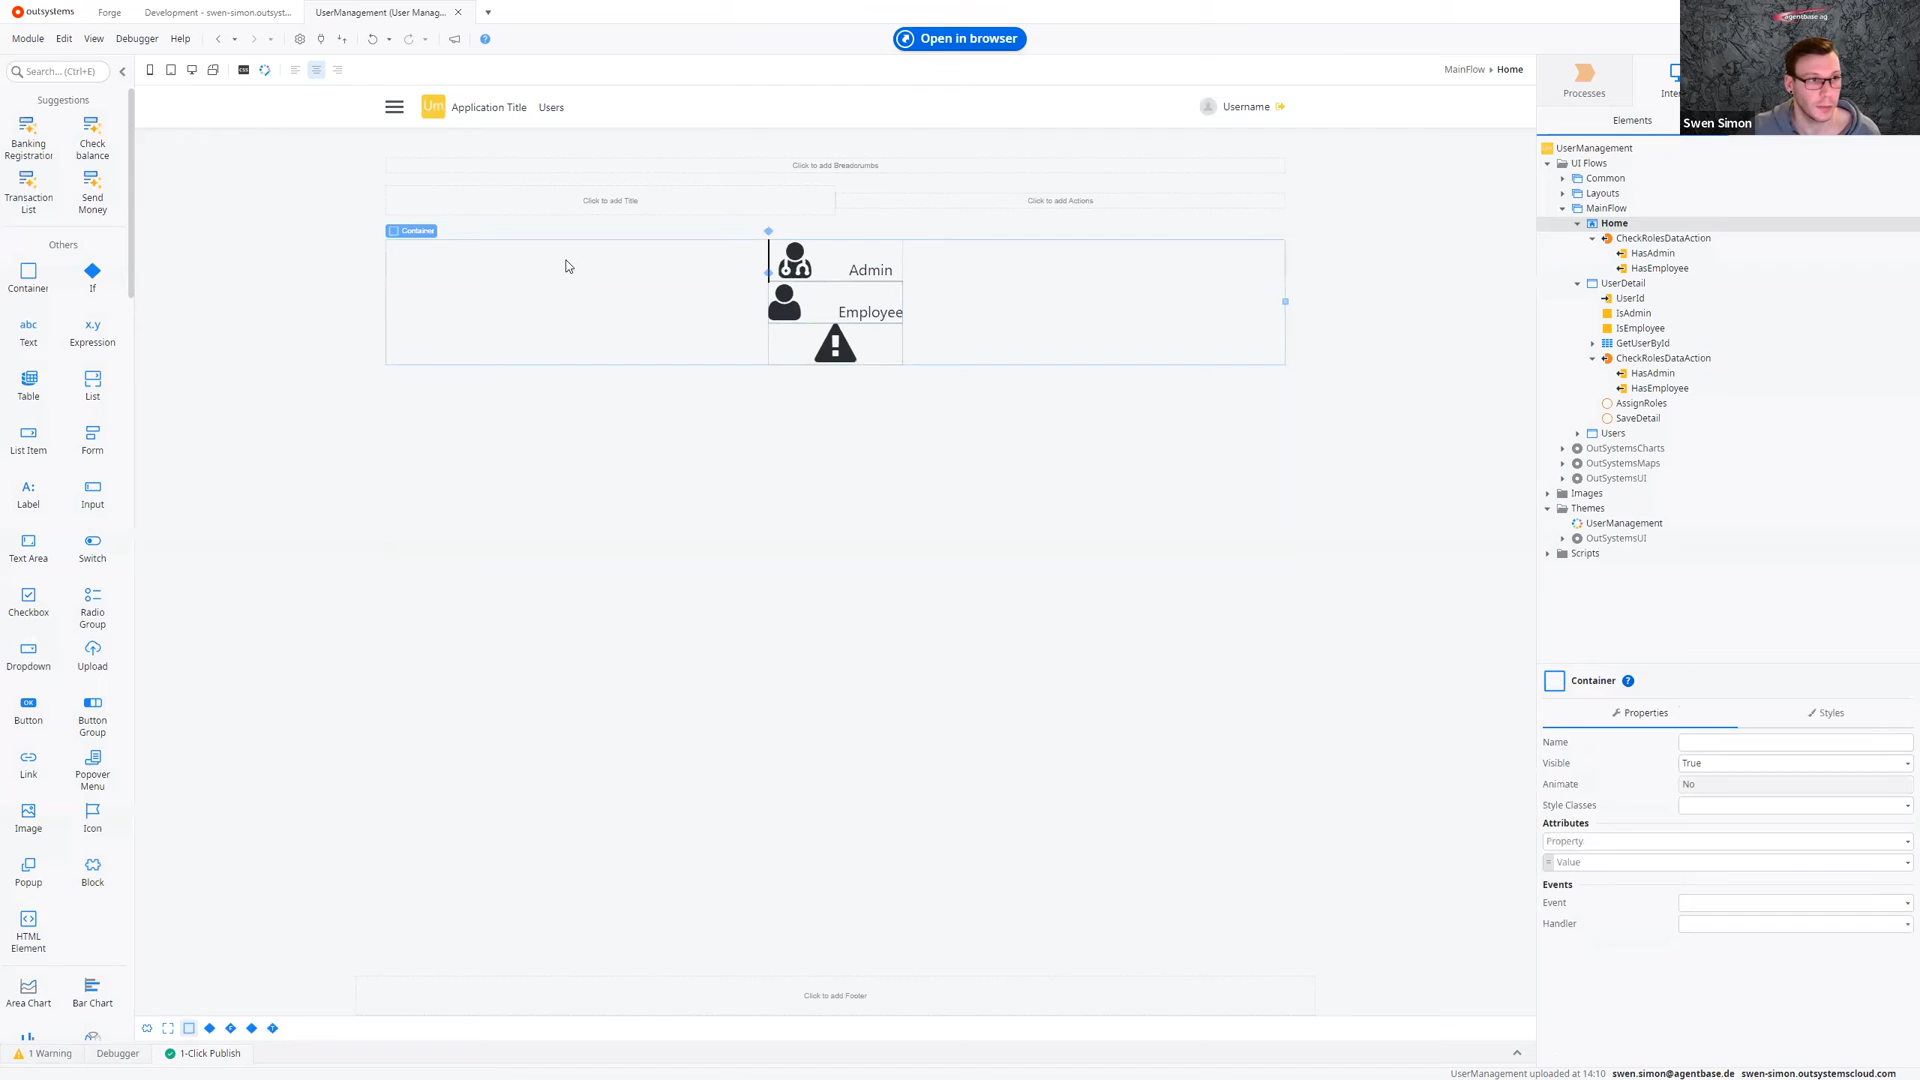 outsystems
Forge
Development - swen-simon.outsyst...
UserManagement (User Manag...
Module Edit View Debugger Help
Open in browser
Search... (Ctrl+E)
css
MainFlow Home
Processes
Inter
agentbase ag
Swen Simon
Suggestions
Banking Registration
Check balance
Transaction List
Send Money
Others
Container
If
abc
Text
x.y
Expression
Table
List
List Item
Form
A:
Label
Input
Text Area
Switch
Checkbox
Radio Group
Dropdown
Upload
OK
Button
Button Group
Link
Popover Menu
Image
Icon
Popup
Block
HTML Element
Area Chart
Bar Chart
Um Application Title Users
Username
Click to add Breadcrumbs
Click to add Title
Click to add Actions
Container
Admin
Employee
Click to add Footer
Elements
UserManagement
UI Flows
Common
Layouts
MainFlow
Home
CheckRolesDataAction
HasAdmin
HasEmployee
UserDetail
UserId
IsAdmin
IsEmployee
GetUserById
CheckRolesDataAction
HasAdmin
HasEmployee
AssignRoles
SaveDetail
Users
OutSystemsCharts
OutSystemsMaps
OutSystemsUI
Images
Themes
UserManagement
OutSystemsUI
Scripts
Container ?
Properties Styles
Name
Visible True
Animate No
Style Classes
Attributes
Property
= Value
Events
Event
Handler
1 Warning
Debugger
1-Click Publish
UserManagement uploaded at 14:10 swen.simon@agentbase.de swen-simon.outsystemscloud.com